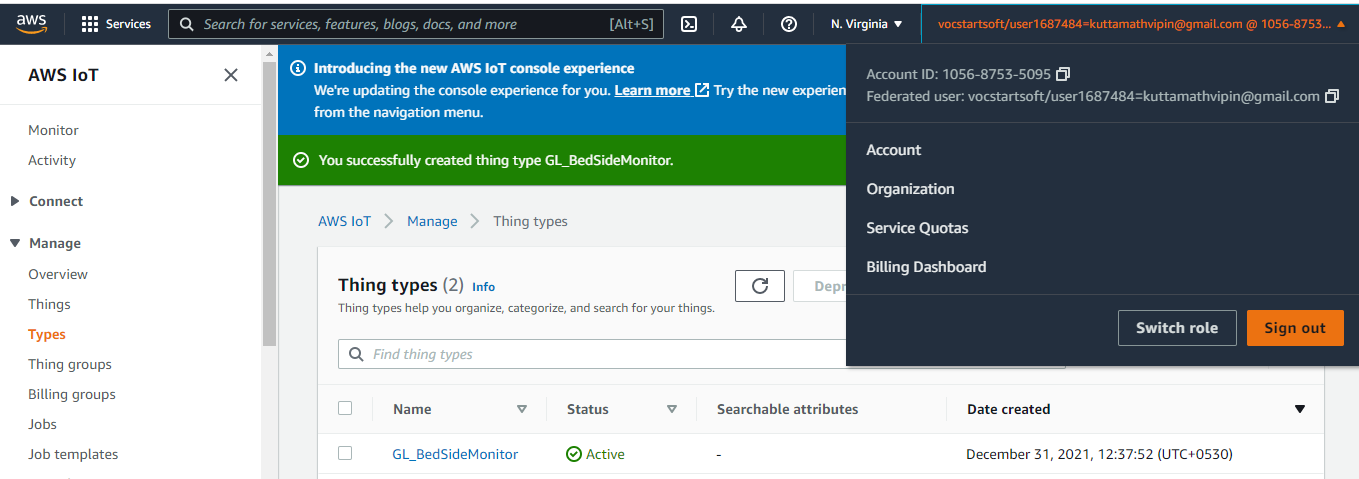 aws
Services
Search for services, features, blogs, docs, and more
[Alt+S]
N. Virginia
vocstartsoft/user1687484=kuttamathvipin@gmail.com @ 1056-8753...
Account ID: 1056-8753-5095
Federated user: vocstartsoft/user1687484=kuttamathvipin@gmail.com
Account
Organization
Service Quotas
Billing Dashboard
Switch role
Sign out
AWS IoT
Monitor
Activity
Connect
Manage
Overview
Things
Types
Thing groups
Billing groups
Jobs
Job templates
Introducing the new AWS IoT console experience
We're updating the console experience for you. Learn more Try the new experien
from the navigation menu.
You successfully created thing type GL_BedSideMonitor.
AWS IoT
Manage
Thing types
Thing types (2) Info
Thing types help you organize, categorize, and search for your things.
Depr
Find thing types
Name
Status
Searchable attributes
Date created
GL_BedSideMonitor
Active
-
December 31, 2021, 12:37:52 (UTC+0530)